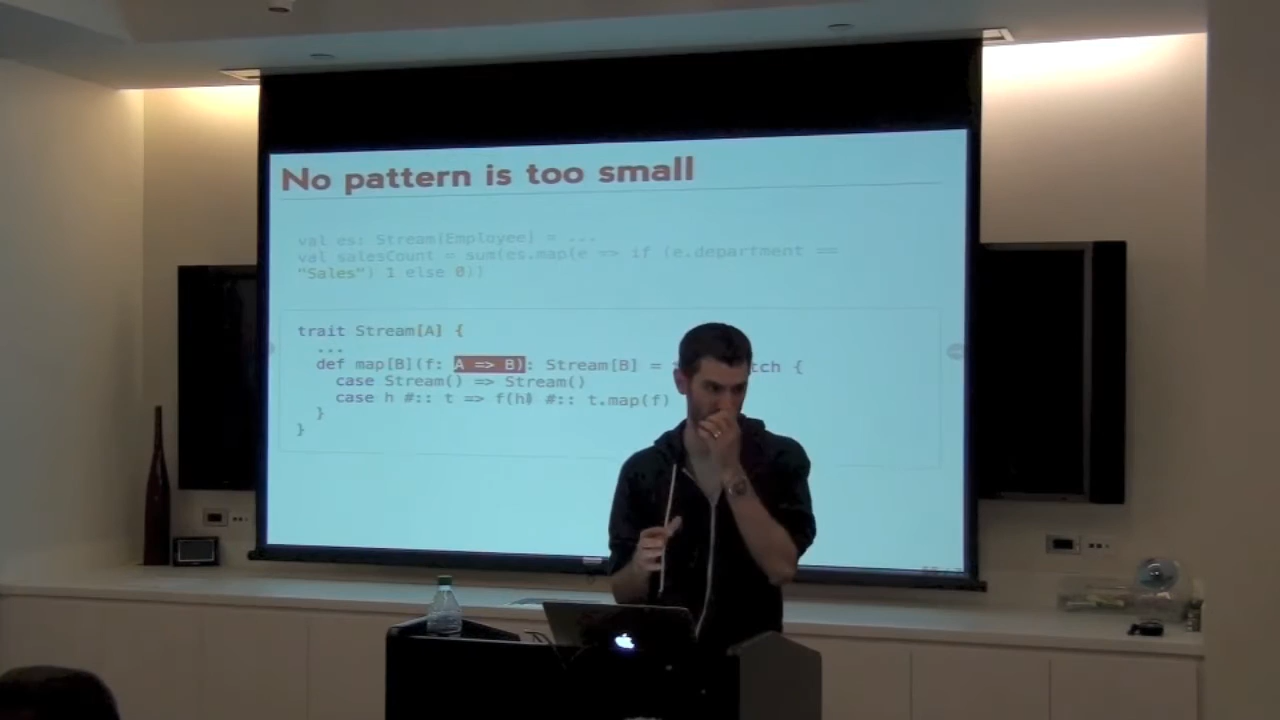 No pattern is too small
val es: Stream[Employee] = ...
val salesCount = sum(es.map(e => if (e.department ==
"Sales") 1 else 0))
trait Stream[A] {
...
def map[B](f: A => B): Stream[B] = tch {
case Stream() => Stream()
case h #:: t => f(h) #:: t.map(f)
}
}